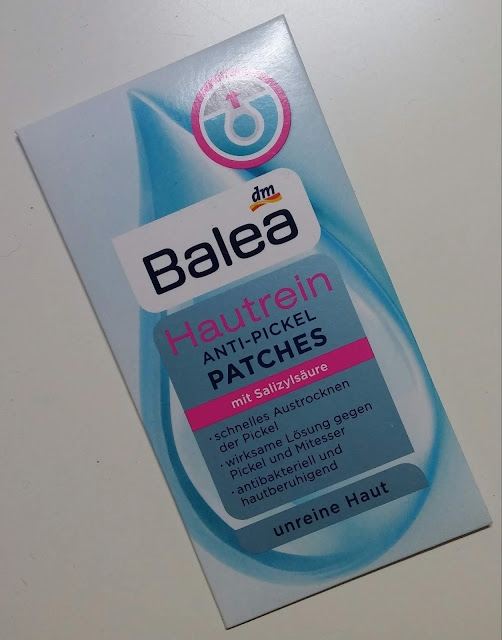 dm
Balea
Hautrein
ANTI-PICKEL
PATCHES
mit Salizylsäure
· schnelles Austrocknen
der Pickel
· wirksame Lösung gegen
Pickel und Mitesser
· antibakteriell und
hautberuhigend
unreine Haut